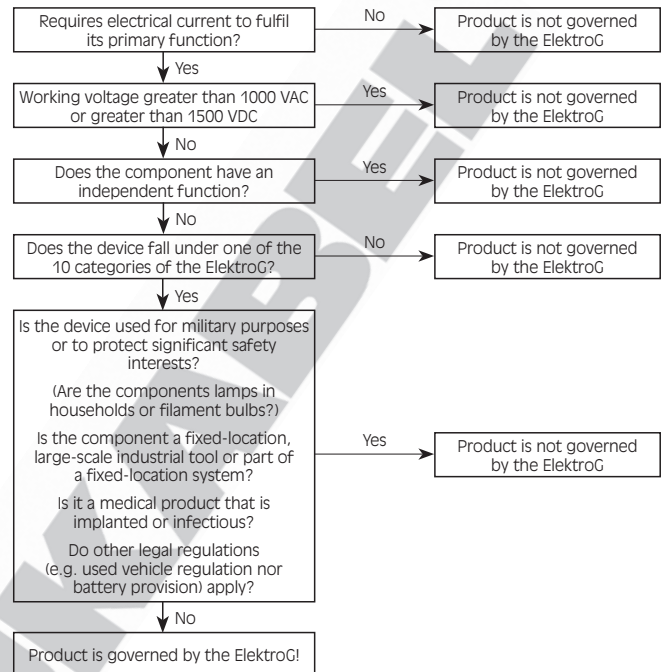 Requires electrical current to fulfil
its primary function?
No
Product is not governed
by the ElektroG
Yes
Working voltage greater than 1000 VAC
or greater than 1500 VDC
Yes
Product is not governed
by the ElektroG
No
Does the component have an
independent function?
Yes
Product is not governed
by the ElektroG
No
Does the device fall under one of the
10 categories of the ElektroG?
No
Product is not governed
by the ElektroG
Yes
Is the device used for military purposes
or to protect significant safety
interests?
(Are the components lamps in
households or filament bulbs?)
Is the component a fixed-location,
large-scale industrial tool or part of
a fixed-location system?
Is it a medical product that is
implanted or infectious?
Do other legal regulations
(e.g. used vehicle regulation nor
battery provision) apply?
Yes
Product is not governed
by the ElektroG
No
Product is governed by the ElektroG!
KABEL